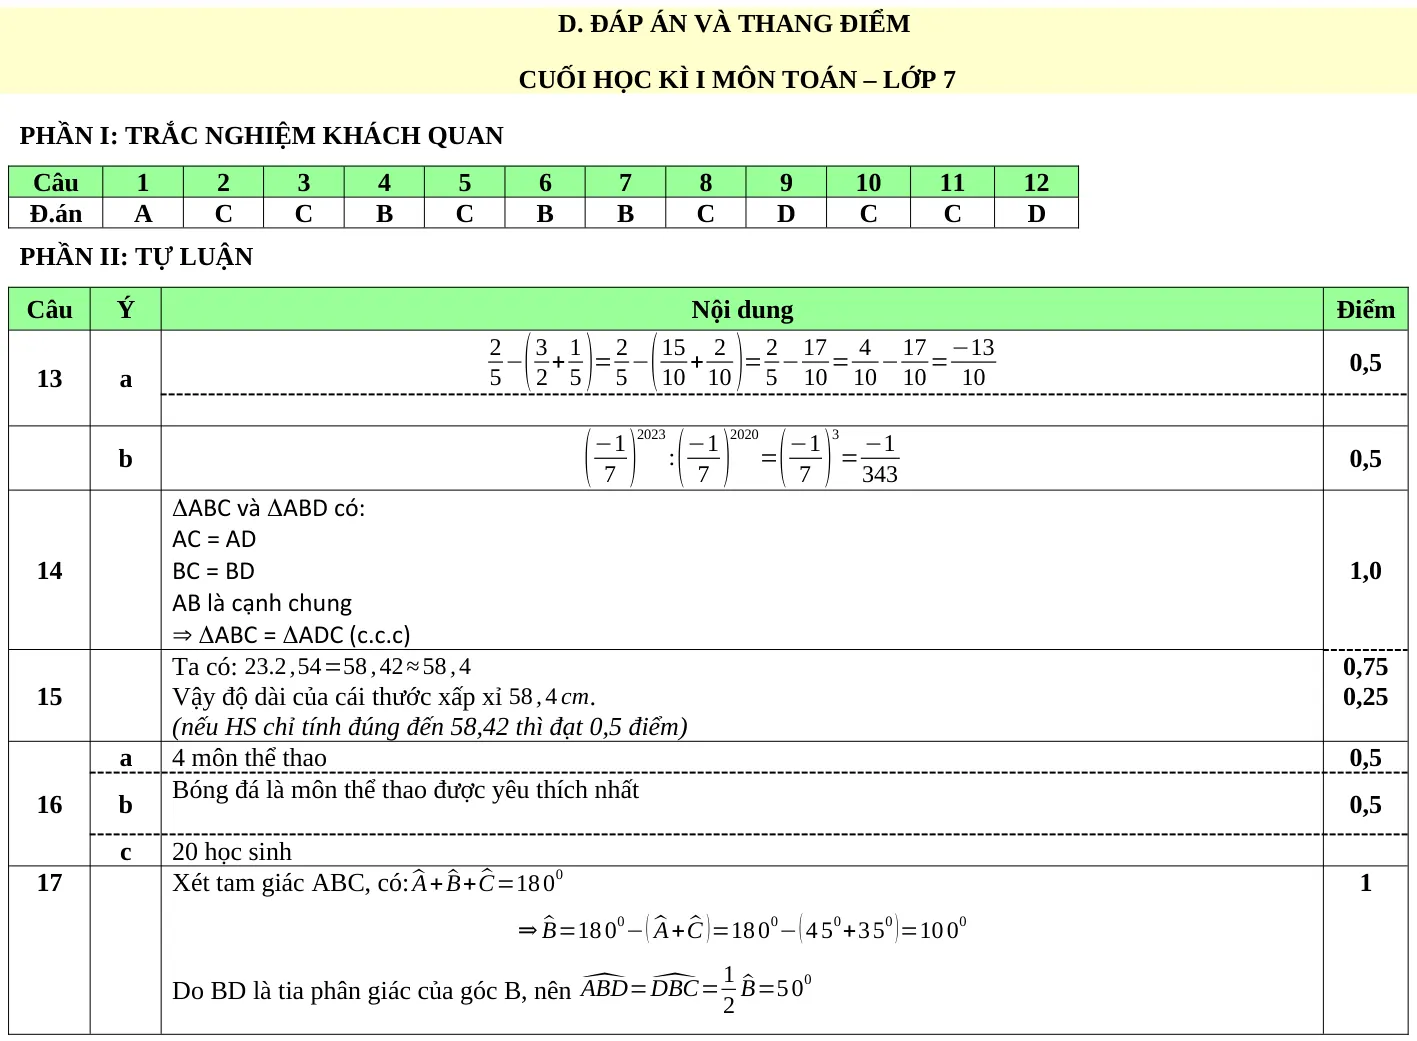 D. ĐÁP ÁN VÀ THANG ĐIỂM
CUỐI HỌC KÌ I MÔN TOÁN – LỚP 7
PHẦN I: TRẮC NGHIỆM KHÁCH QUAN
Câu 1 2 3 4 5 6 7 8 9 10 11 12
Đ.án A C C B C B B C D C C D
PHẦN II: TỰ LUẬN
Câu Ý Nội dung Điểm
13 a 2/5 − (3/2 + 1/5) = 2/5 − (15/10 + 2/10) = 2/5 − 17/10 = 4/10 − 17/10 = −13/10 0,5
b (−1/7)^2023 : (−1/7)^2020 = (−1/7)^3 = −1/343 0,5
ΔABC và ΔABD có:
AC = AD
14 BC = BD 1,0
AB là cạnh chung
⇒ ΔABC = ΔADC (c.c.c)
Ta có: 23.2,54=58,42≈58,4 0,75
15 Vậy độ dài của cái thước xấp xỉ 58,4 cm. 0,25
(nếu HS chỉ tính đúng đến 58,42 thì đạt 0,5 điểm)
a 4 môn thể thao 0,5
16 b Bóng đá là môn thể thao được yêu thích nhất 0,5
c 20 học sinh
17 Xét tam giác ABC, có: Â + B̂ + Ĉ = 180⁰ 1
⇒ B̂ = 180⁰ − (Â + Ĉ) = 180⁰ − (45⁰ + 35⁰) = 100⁰
Do BD là tia phân giác của góc B, nên \widehat{ABD} = \widehat{DBC} = 1/2 B̂ = 50⁰